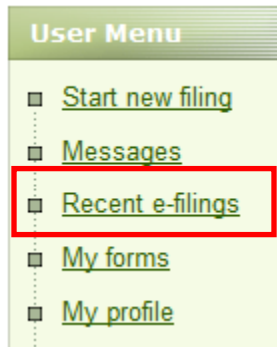 User Menu
Start new filing
Messages
Recent e-filings
My forms
My profile